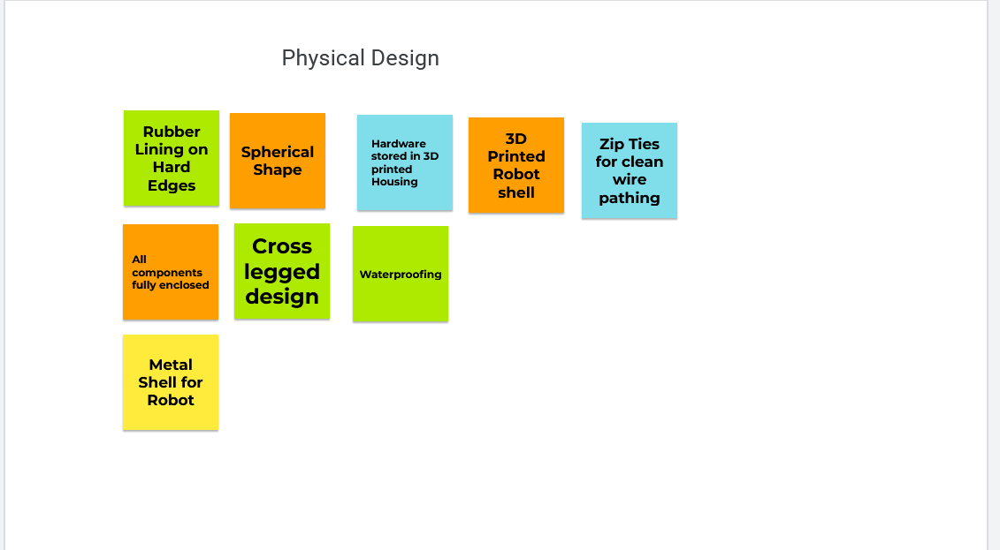 Physical Design
Rubber
Lining on
Hard
Edges
Spherical
Shape
Hardware
stored in 3D
printed
Housing
3D
Printed
Robot
shell
Zip Ties
for clean
wire
pathing
All
components
fully enclosed
Cross
legged
design
Waterproofing
Metal
Shell for
Robot